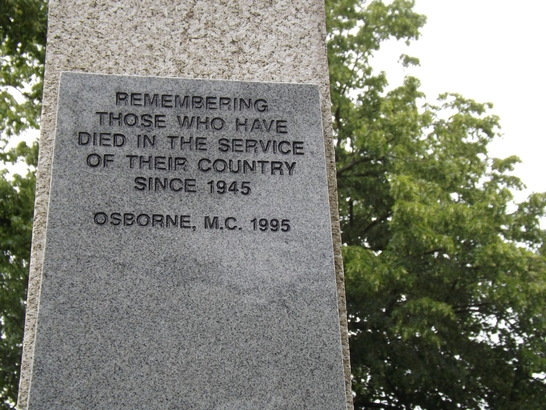 REMEMBERING
THOSE WHO HAVE
DIED IN THE SERVICE
OF THEIR COUNTRY
SINCE 1945
OSBORNE, M.C. 1995